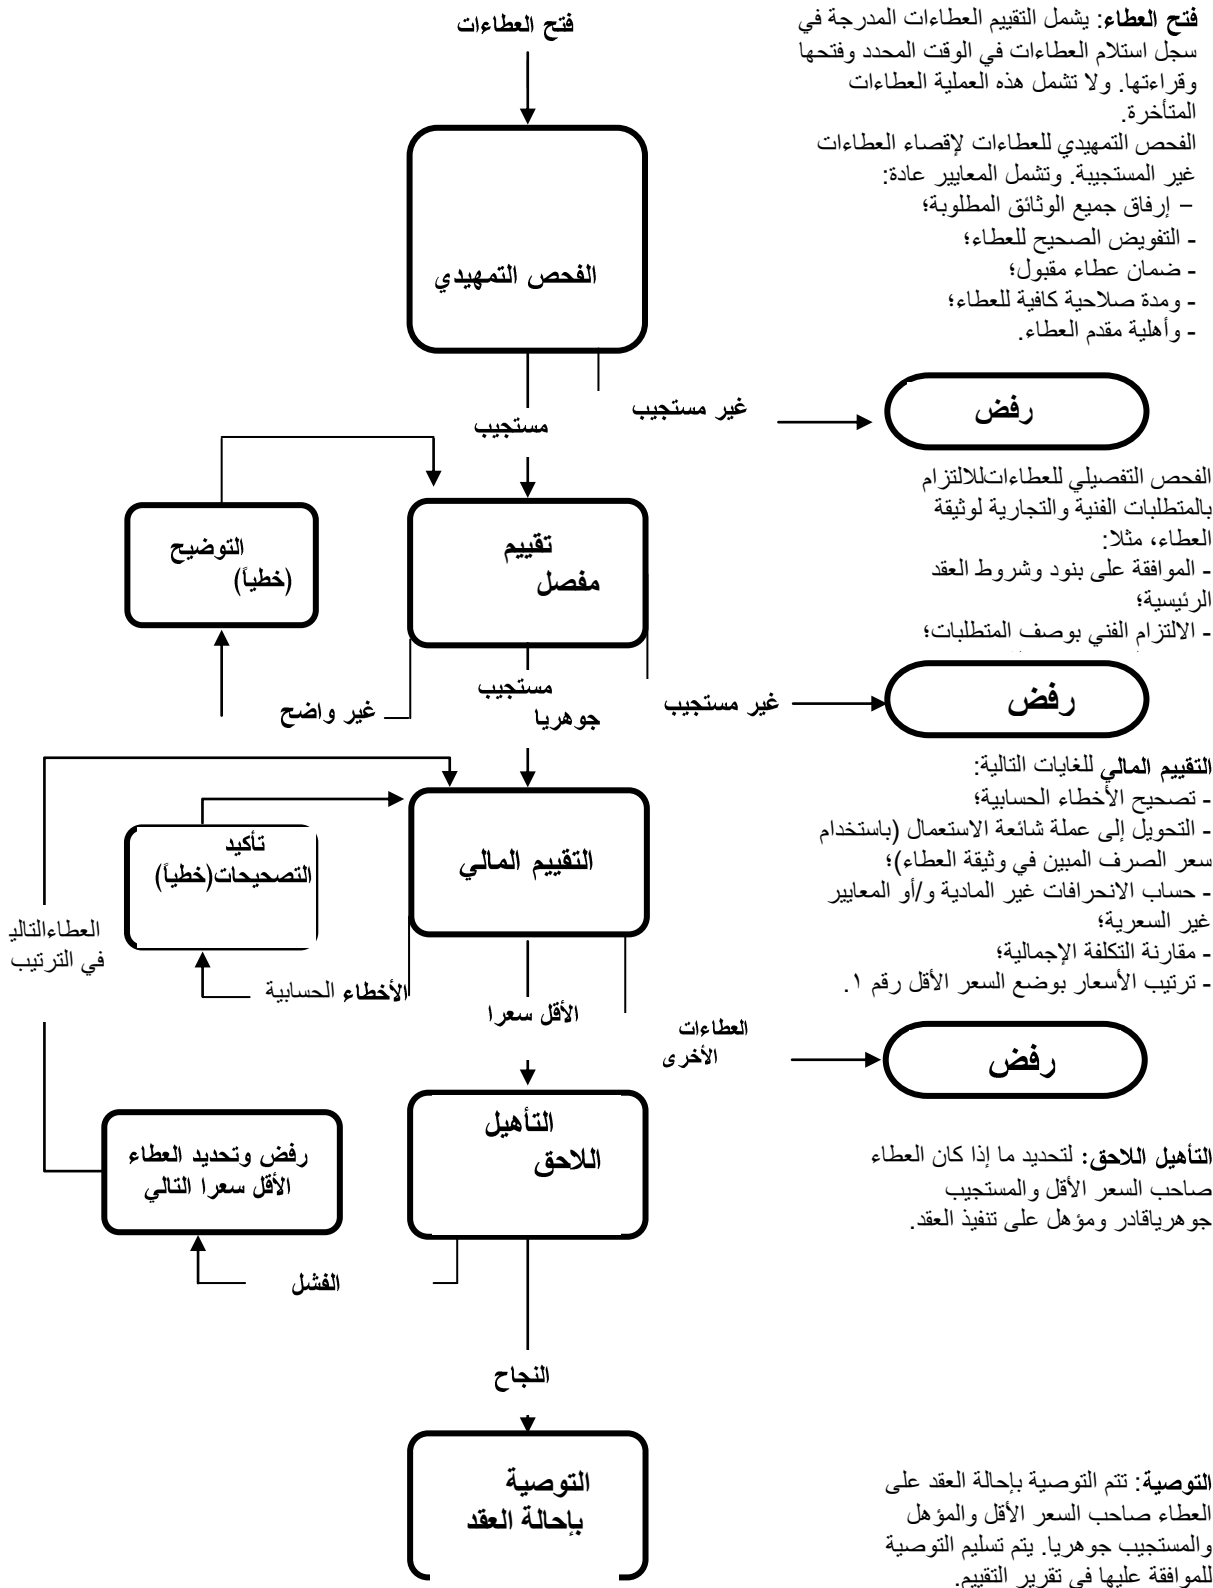 فتح العطاءات
فتح العطاء: يشمل التقييم العطاءات المدرجة في
سجل استلام العطاءات في الوقت المحدد وفتحها
وقراءتها. ولا تشمل هذه العملية العطاءات
المتأخرة.
الفحص التمهيدي للعطاءات لإقصاء العطاءات
غير المستجيبة. وتشمل المعايير عادة:
– إرفاق جميع الوثائق المطلوبة؛
- التفويض الصحيح للعطاء؛
- ضمان عطاء مقبول؛
- ومدة صلاحية كافية للعطاء؛
- وأهلية مقدم العطاء.
الفحص التمهيدي
رفض
غير مستجيب
مستجيب
الفحص التفصيلي للعطاءاتللالتزام
بالمتطلبات الفنية والتجارية لوثيقة
العطاء، مثلا:
- الموافقة على بنود وشروط العقد
الرئيسية؛
- الالتزام الفني بوصف المتطلبات؛
تقييم
مفصل
التوضيح
(خطياً)
رفض
غير مستجيب
مستجيب
جوهريا
غير واضح
التقييم المالي للغايات التالية:
- تصحيح الأخطاء الحسابية؛
- التحويل إلى عملة شائعة الاستعمال (باستخدام
سعر الصرف المبين في وثيقة العطاء)؛
- حساب الانحرافات غير المادية و/أو المعايير
غير السعرية؛
- مقارنة التكلفة الإجمالية؛
- ترتيب الأسعار بوضع السعر الأقل رقم ١.
التقييم المالي
تأكيد
التصحيحات(خطياً)
العطاءالتالي
في الترتيب
الأخطاء الحسابية
الأقل سعرا
العطاءات
الأخرى
رفض
التأهيل
اللاحق
رفض وتحديد العطاء
الأقل سعرا التالي
التأهيل اللاحق: لتحديد ما إذا كان العطاء
صاحب السعر الأقل والمستجيب
جوهرياقادر ومؤهل على تنفيذ العقد.
الفشل
النجاح
التوصية
بإحالة العقد
التوصية: تتم التوصية بإحالة العقد على
العطاء صاحب السعر الأقل والمؤهل
والمستجيب جوهريا. يتم تسليم التوصية
للموافقة عليها في تقرير التقييم.